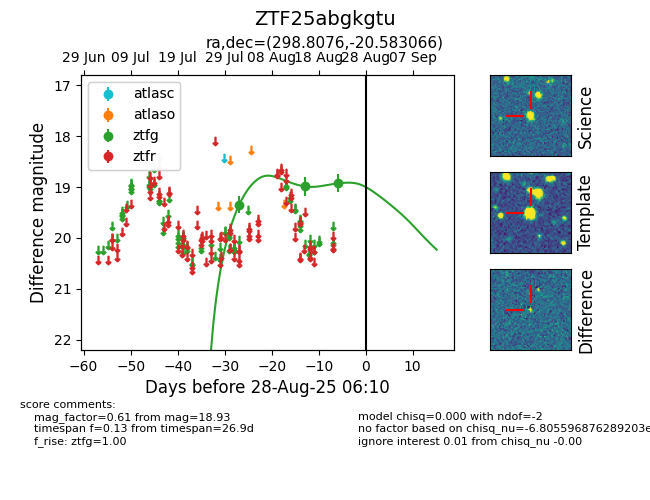 ZTF25abgkgtu
ra,dec=(298.8076,-20.583066)
29 Jun 09 Jul 19 Jul 29 Jul 08 Aug 18 Aug 28 Aug 07 Sep
17
18
19
20
21
22
Difference magnitude
atlasc
atlaso
ztfg
ztfr
−60 −50 −40 −30 −20 −10 0 10
Days before 28-Aug-25 06:10
Science
Template
Difference
score comments:
mag_factor=0.61 from mag=18.93
timespan f=0.13 from timespan=26.9d
f_rise: ztfg=1.00
model chisq=0.000 with ndof=-2
no factor based on chisq_nu=-6.805596876289203e
ignore interest 0.01 from chisq_nu -0.00